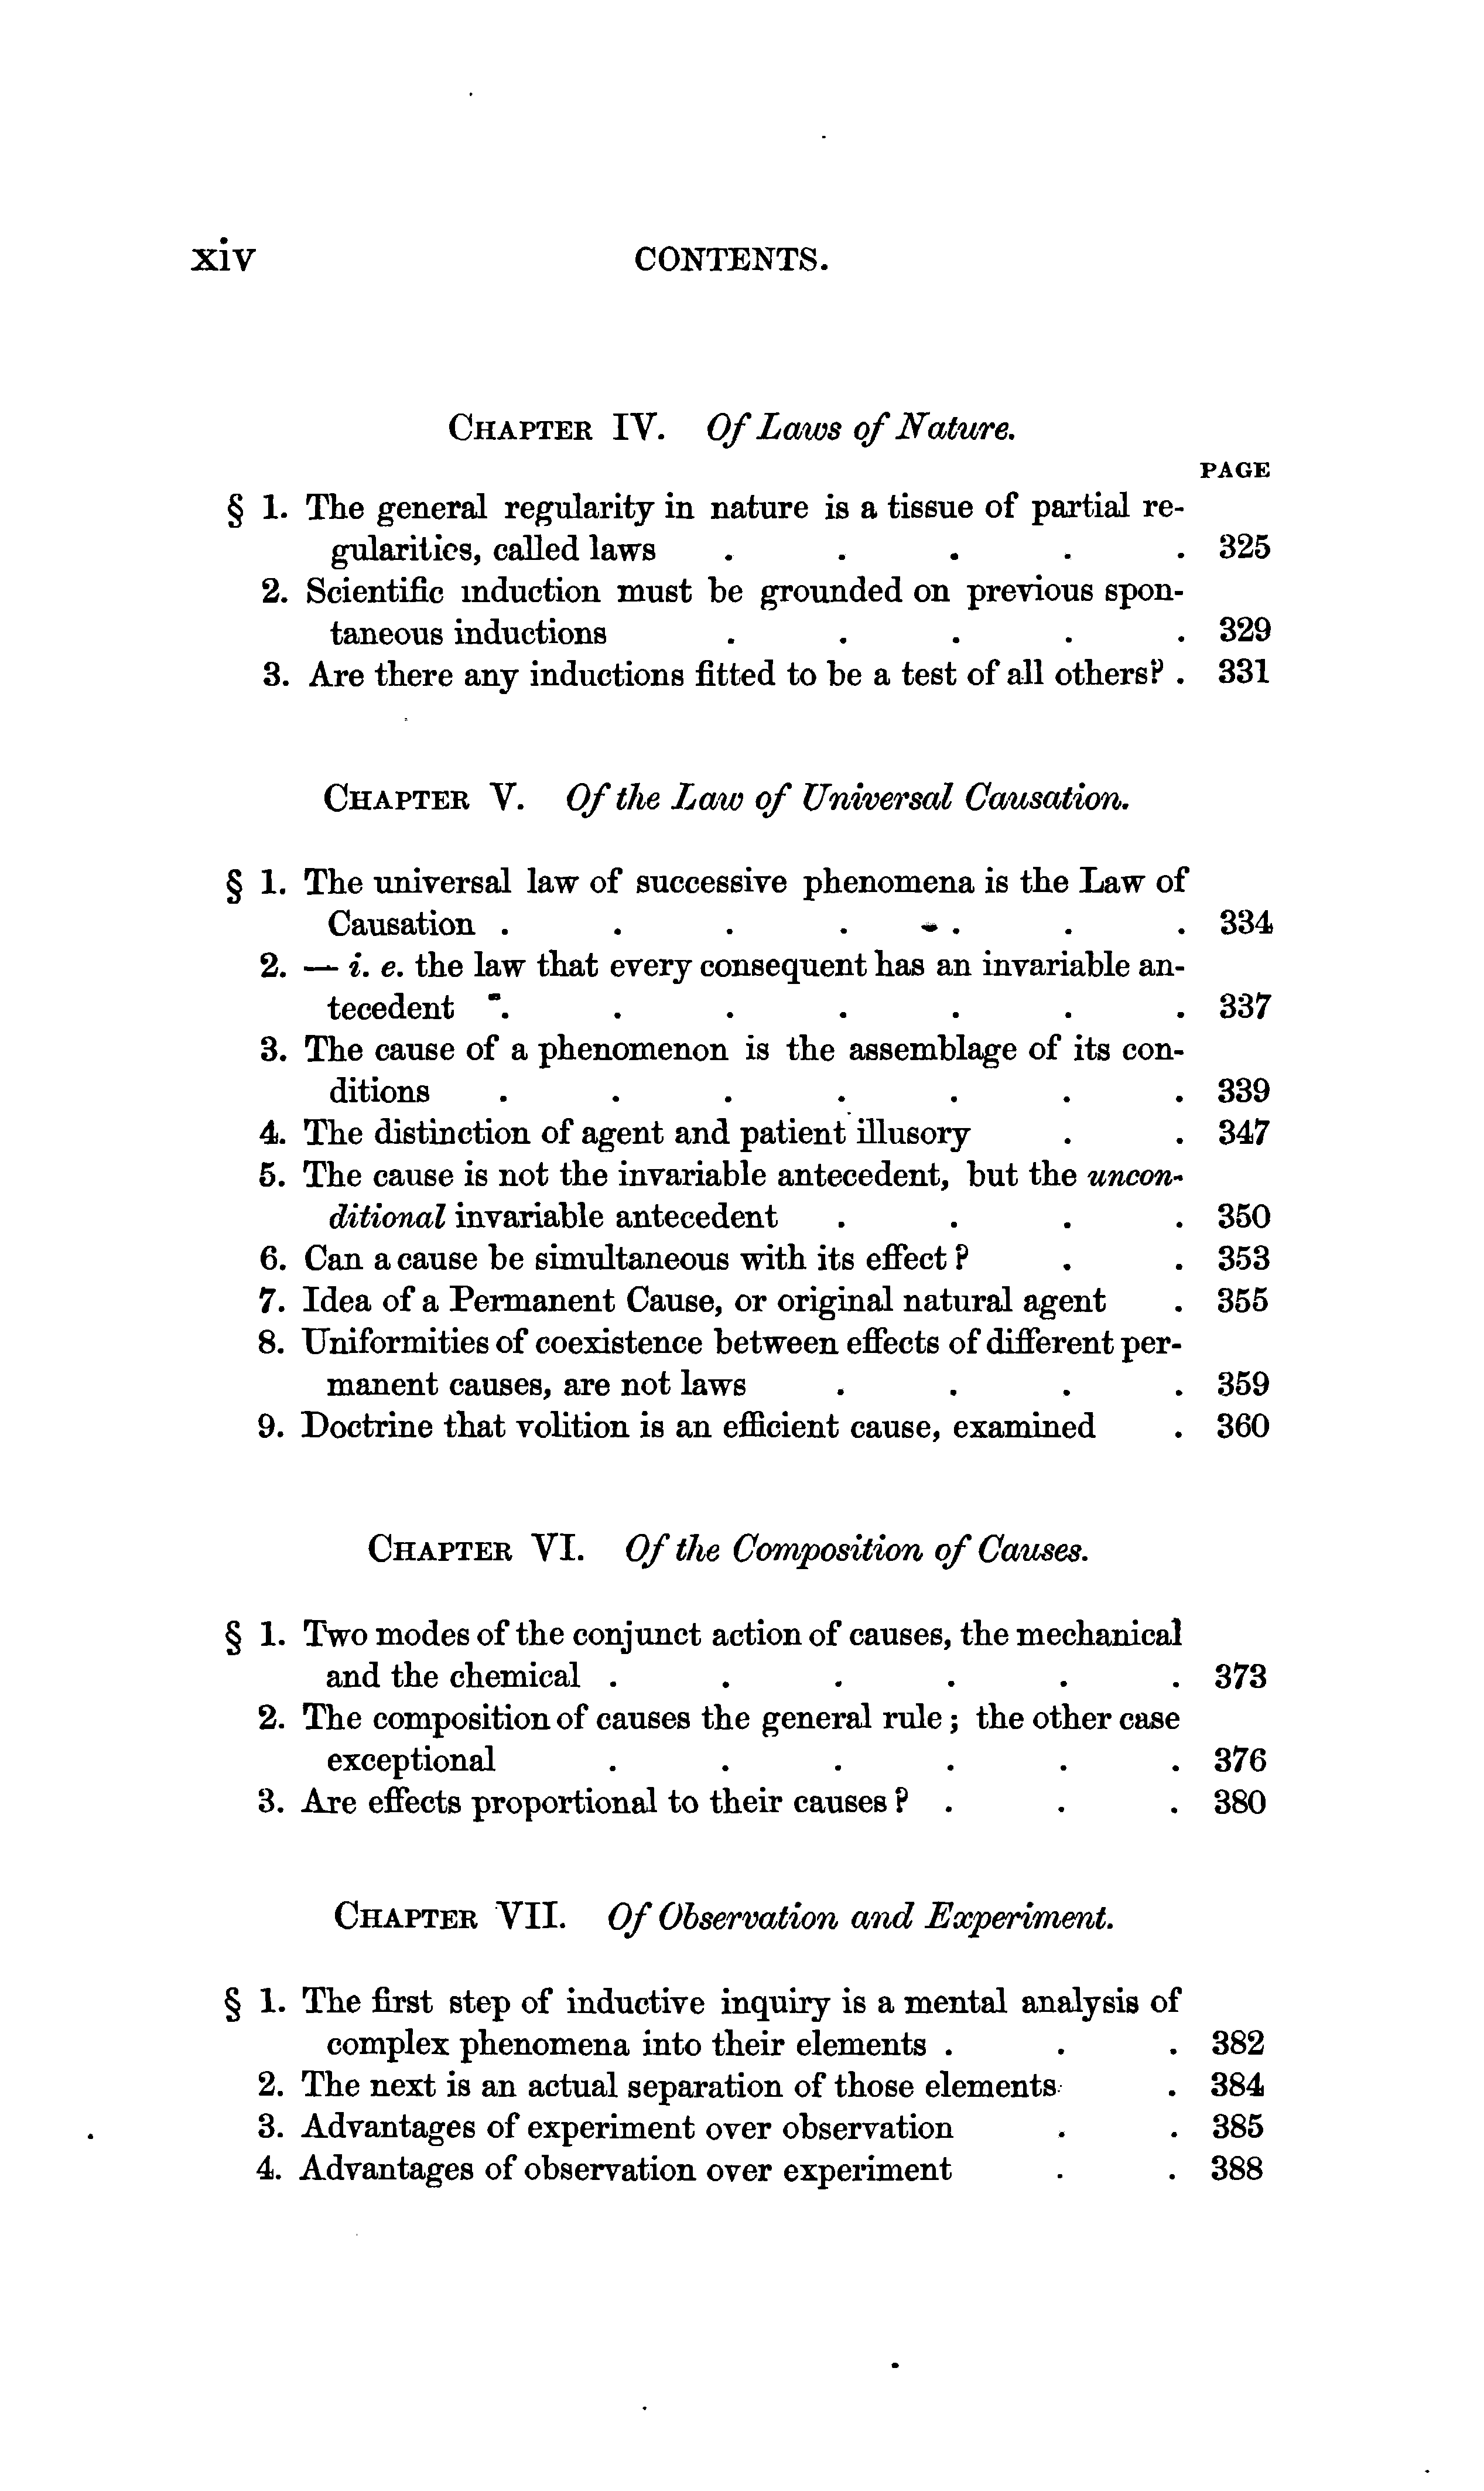 xiv CONTENTS.
CHAPTER IV. Of Laws of Nature.
PAGE
§ 1. The general regularity in nature is a tissue of partial re-
gularities, called laws . . . . . 325
2. Scientific induction must be grounded on previous spon-
taneous inductions . . . . . 329
3. Are there any inductions fitted to be a test of all others? . 331
CHAPTER V. Of the Law of Universal Causation.
§ 1. The universal law of successive phenomena is the Law of
Causation . . . . . . . 334
2. — i. e. the law that every consequent has an invariable an-
tecedent . . . . . . . 337
3. The cause of a phenomenon is the assemblage of its con-
ditions . . . . . . . 339
4. The distinction of agent and patient illusory . . 347
5. The cause is not the invariable antecedent, but the uncon-
ditional invariable antecedent . . . . 350
6. Can a cause be simultaneous with its effect? . . 353
7. Idea of a Permanent Cause, or original natural agent . 355
8. Uniformities of coexistence between effects of different per-
manent causes, are not laws . . . . 359
9. Doctrine that volition is an efficient cause, examined . 360
CHAPTER VI. Of the Composition of Causes.
§ 1. Two modes of the conjunct action of causes, the mechanical
and the chemical . . . . . . 373
2. The composition of causes the general rule; the other case
exceptional . . . . . . 376
3. Are effects proportional to their causes? . . . 380
CHAPTER VII. Of Observation and Experiment.
§ 1. The first step of inductive inquiry is a mental analysis of
complex phenomena into their elements . . . 382
2. The next is an actual separation of those elements . 384
3. Advantages of experiment over observation . . 385
4. Advantages of observation over experiment . . 388